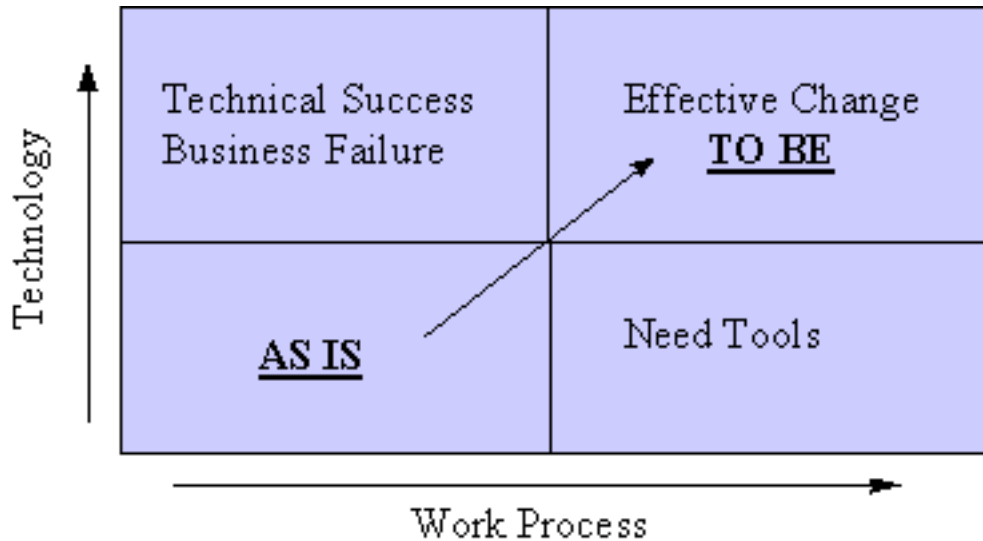 Technology
Technical Success
Business Failure
Effective Change
TO BE
AS IS
Need Tools
Work Process